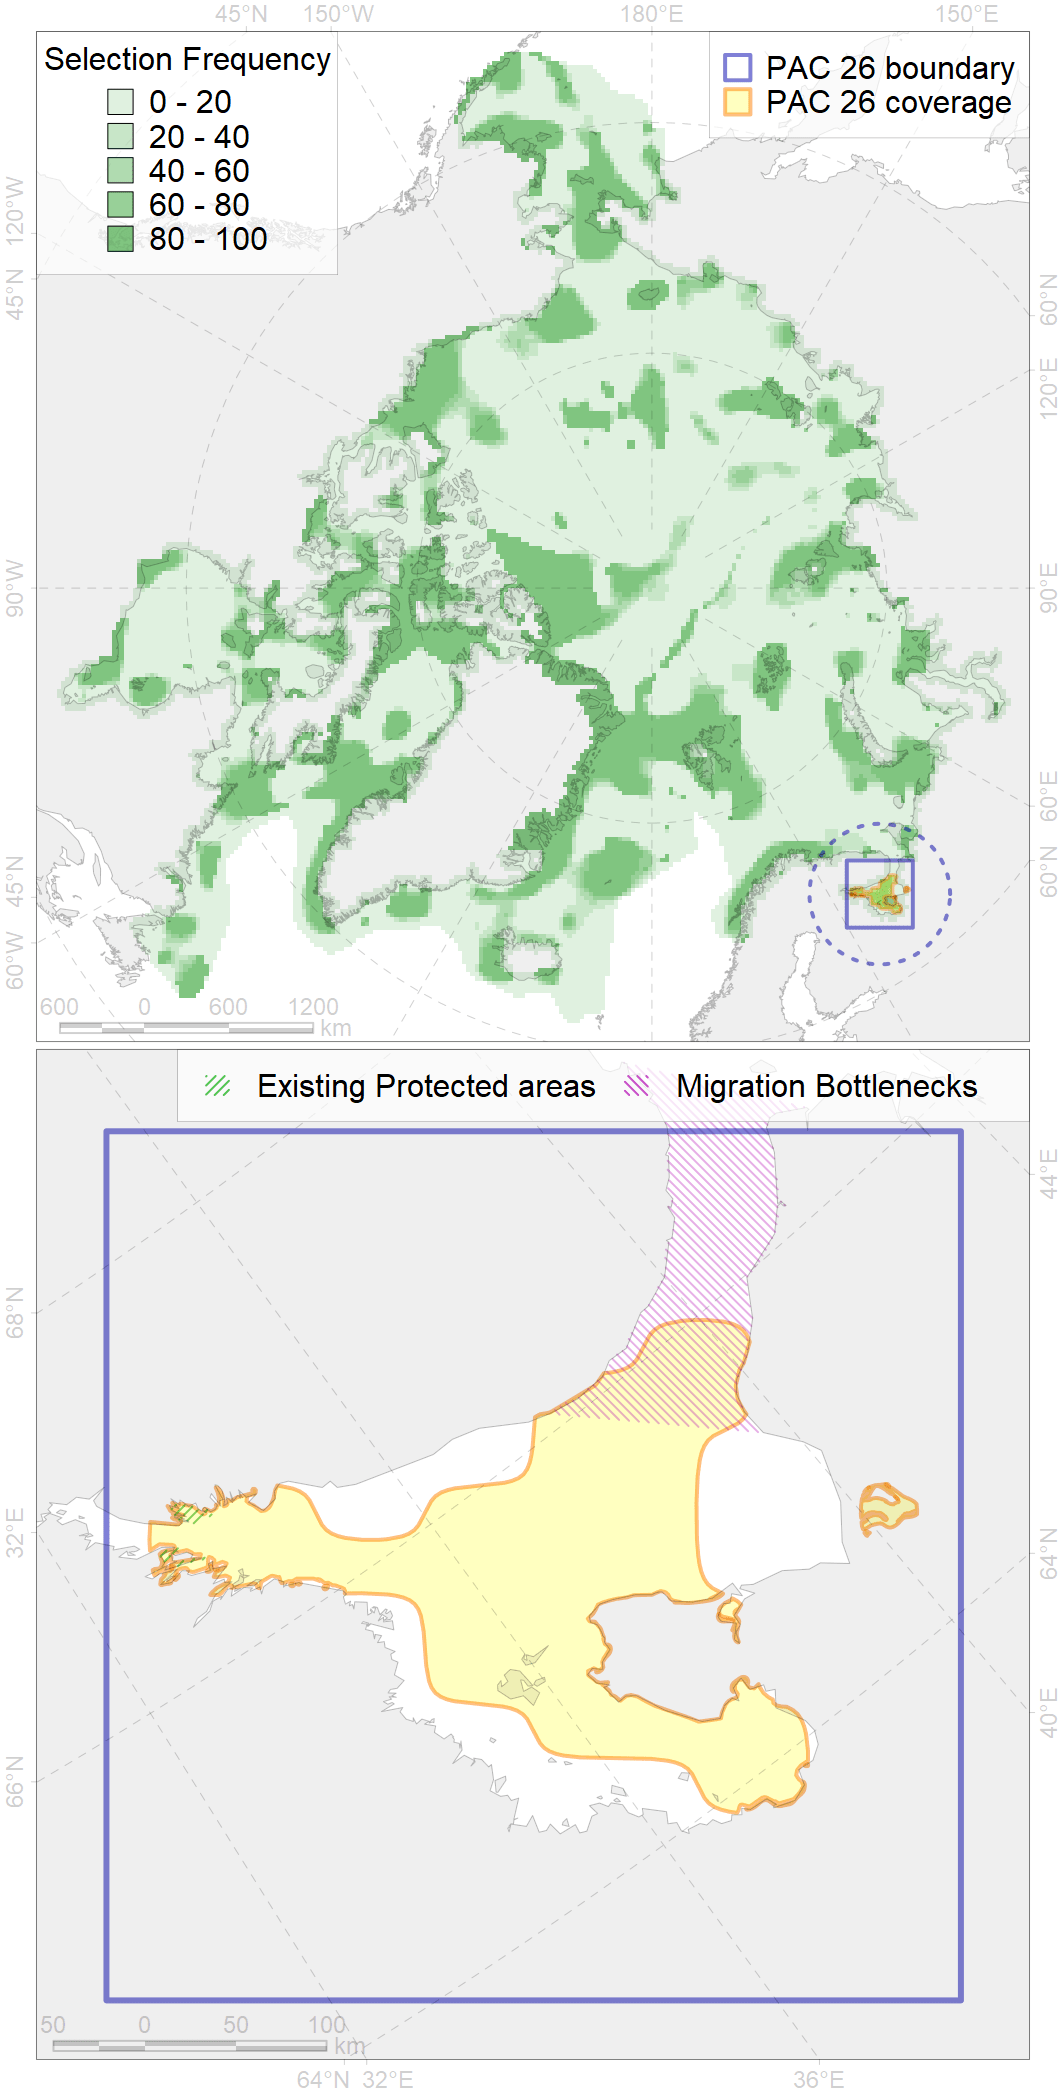 45°N 150°W 180°E 150°E
Selection Frequency
0 - 20
20 - 40
40 - 60
60 - 80
80 - 100
PAC 26 boundary
PAC 26 coverage
120°W
45°N
90°W
45°N
60°W
60°N
120°E
90°E
60°E
60°N
600 0 600 1200
km
Existing Protected areas
Migration Bottlenecks
68°N
32°E
66°N
44°E
64°N
40°E
50 0 50 100
km
64°N 32°E 36°E